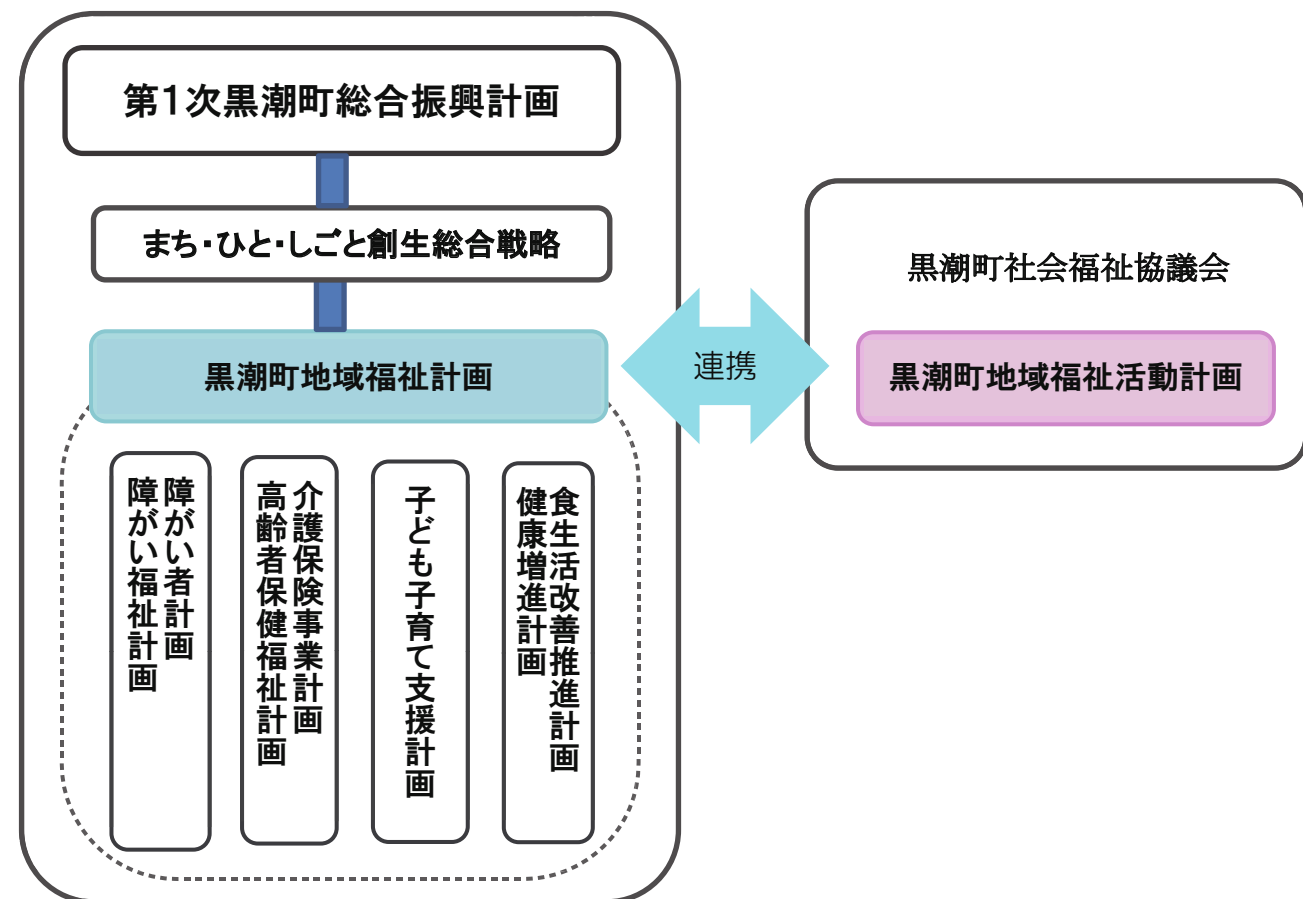 第1次黒潮町総合振興計画
まち・ひと・しごと創生総合戦略
黒潮町地域福祉計画
連携
黒潮町社会福祉協議会
黒潮町地域福祉活動計画
障がい者計画
障がい福祉計画
介護保険事業計画
高齢者保健福祉計画
子ども子育て支援計画
食生活改善推進計画
健康増進計画